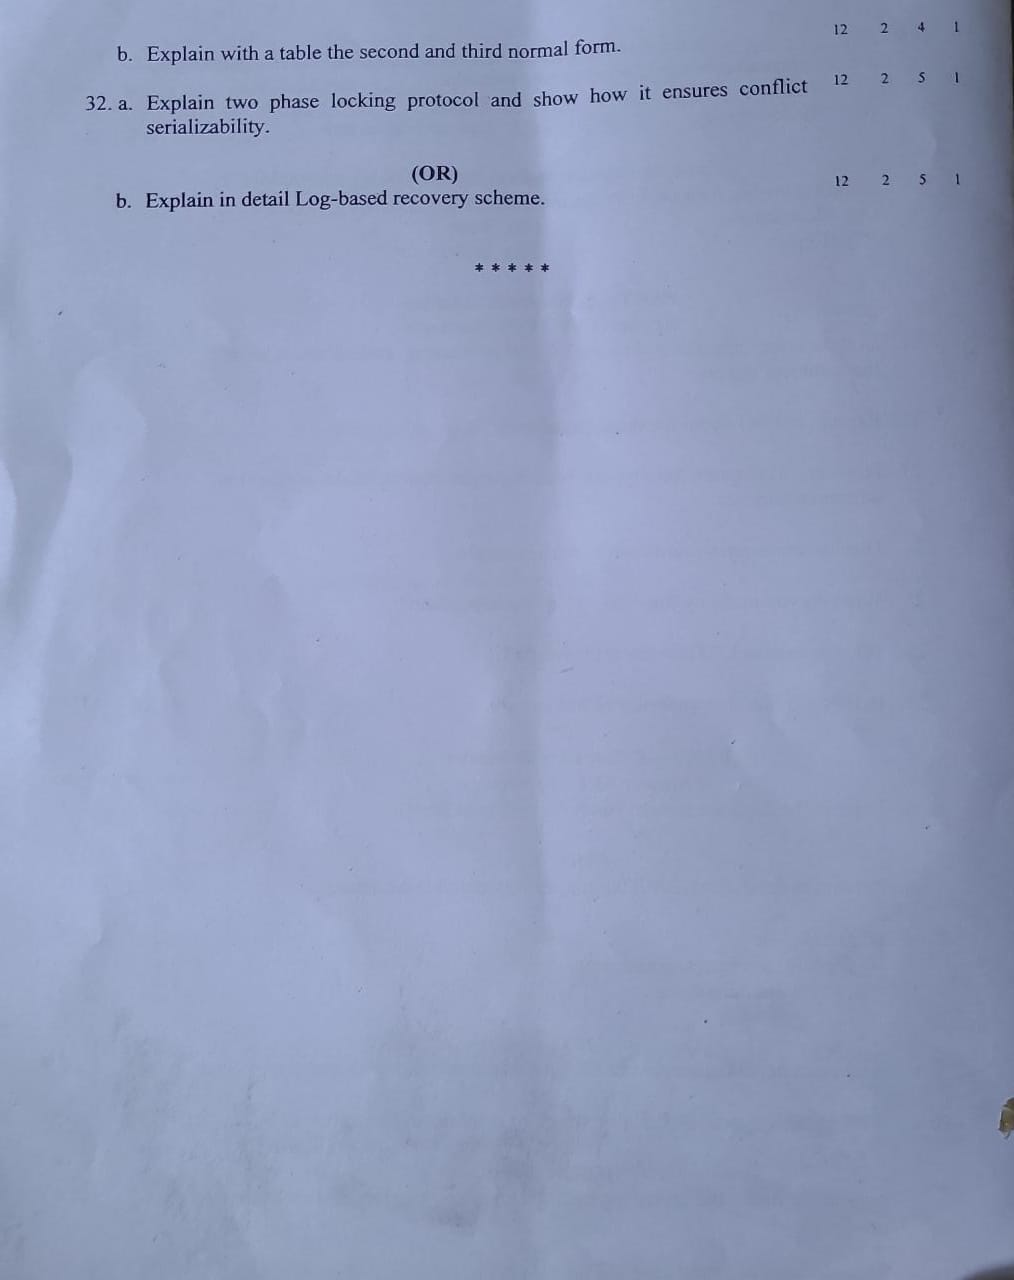 b. Explain with a table the second and third normal form. 12 2 4 1
32. a. Explain two phase locking protocol and show how it ensures conflict 12 2 5 1
serializability.
(OR)
b. Explain in detail Log-based recovery scheme. 12 2 5 1
* * * * *